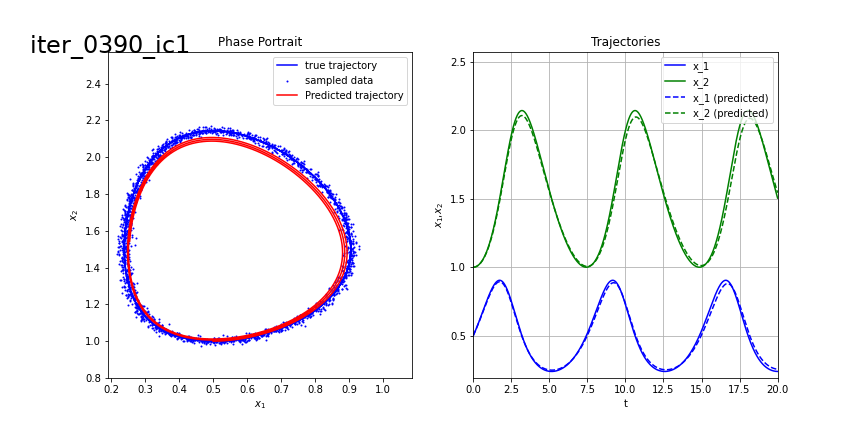 iter_0390_ic1
Phase Portrait
true trajectory
sampled data
Predicted trajectory
2.4
2.2
2.0
1.8
1.6
1.4
1.2
1.0
0.8
x₂
0.2 0.3 0.4 0.5 0.6 0.7 0.8 0.9 1.0
x₁
Trajectories
x_1
x_2
x_1 (predicted)
x_2 (predicted)
2.5
2.0
1.5
1.0
0.5
x₁,x₂
0.0 2.5 5.0 7.5 10.0 12.5 15.0 17.5 20.0
t